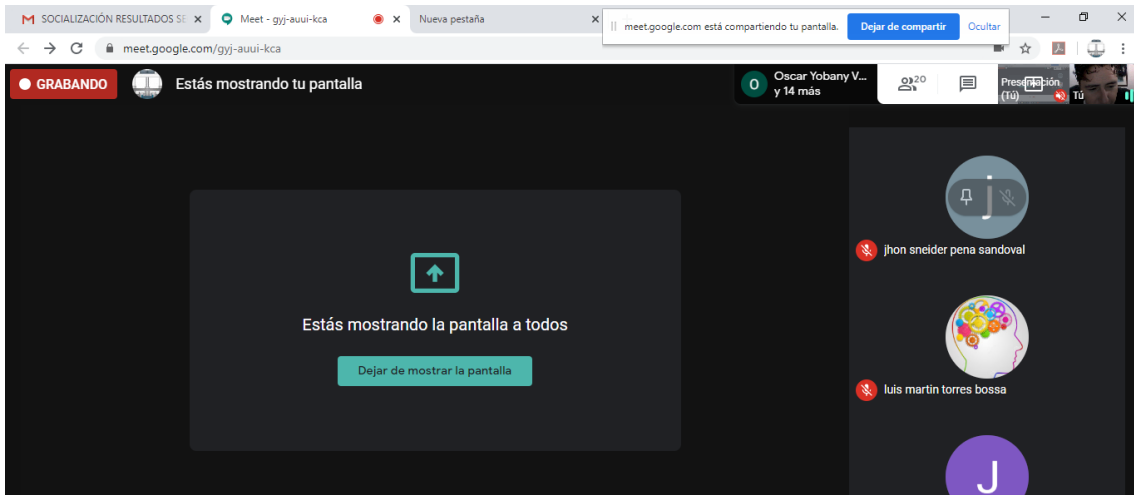 SOCIALIZACIÓN RESULTADOS SE
Meet - gyj-auui-kca
Nueva pestaña
meet.google.com está compartiendo tu pantalla.
Dejar de compartir
Ocultar
meet.google.com/gyj-auui-kca
GRABANDO
Estás mostrando tu pantalla
O
Oscar Yobany V...
y 14 más
20
Presentación
(Tú)
Tú
Estás mostrando la pantalla a todos
Dejar de mostrar la pantalla
j
jhon sneider pena sandoval
luis martin torres bossa
J